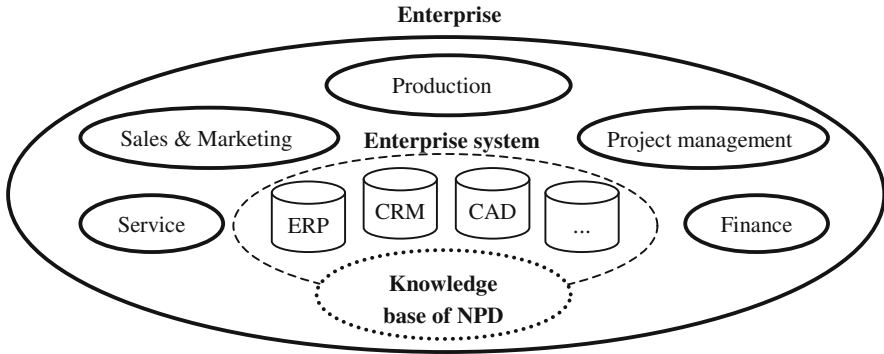 Enterprise
Production
Sales & Marketing
Enterprise system
Project management
Service
ERP
CRM
CAD
...
Finance
Knowledge
base of NPD